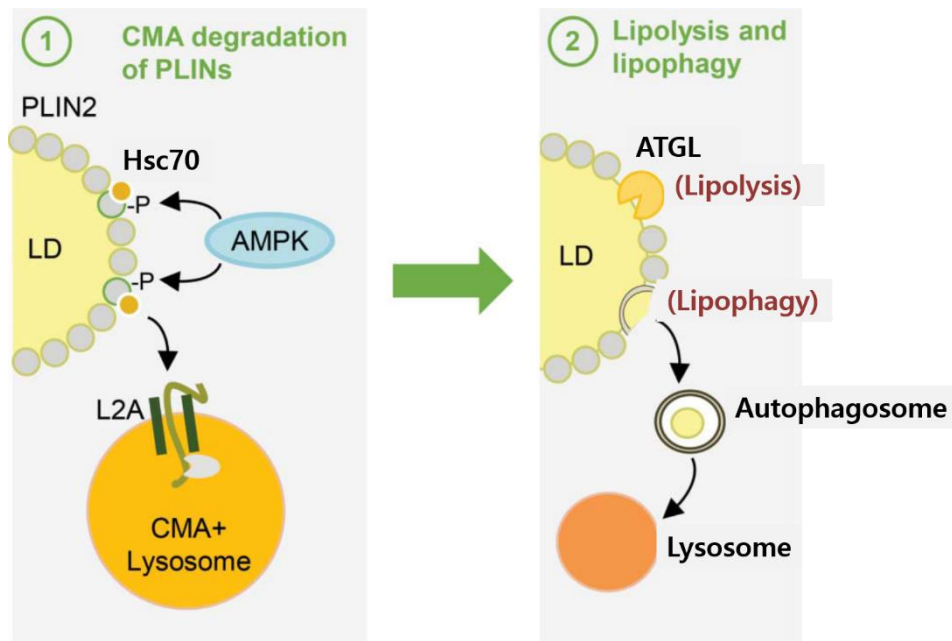 1
CMA degradation
of PLINs
PLIN2
Hsc70
-P
AMPK
LD
-P
L2A
CMA+
Lysosome
2
Lipolysis and
lipophagy
ATGL
(Lipolysis)
LD
(Lipophagy)
Autophagosome
Lysosome